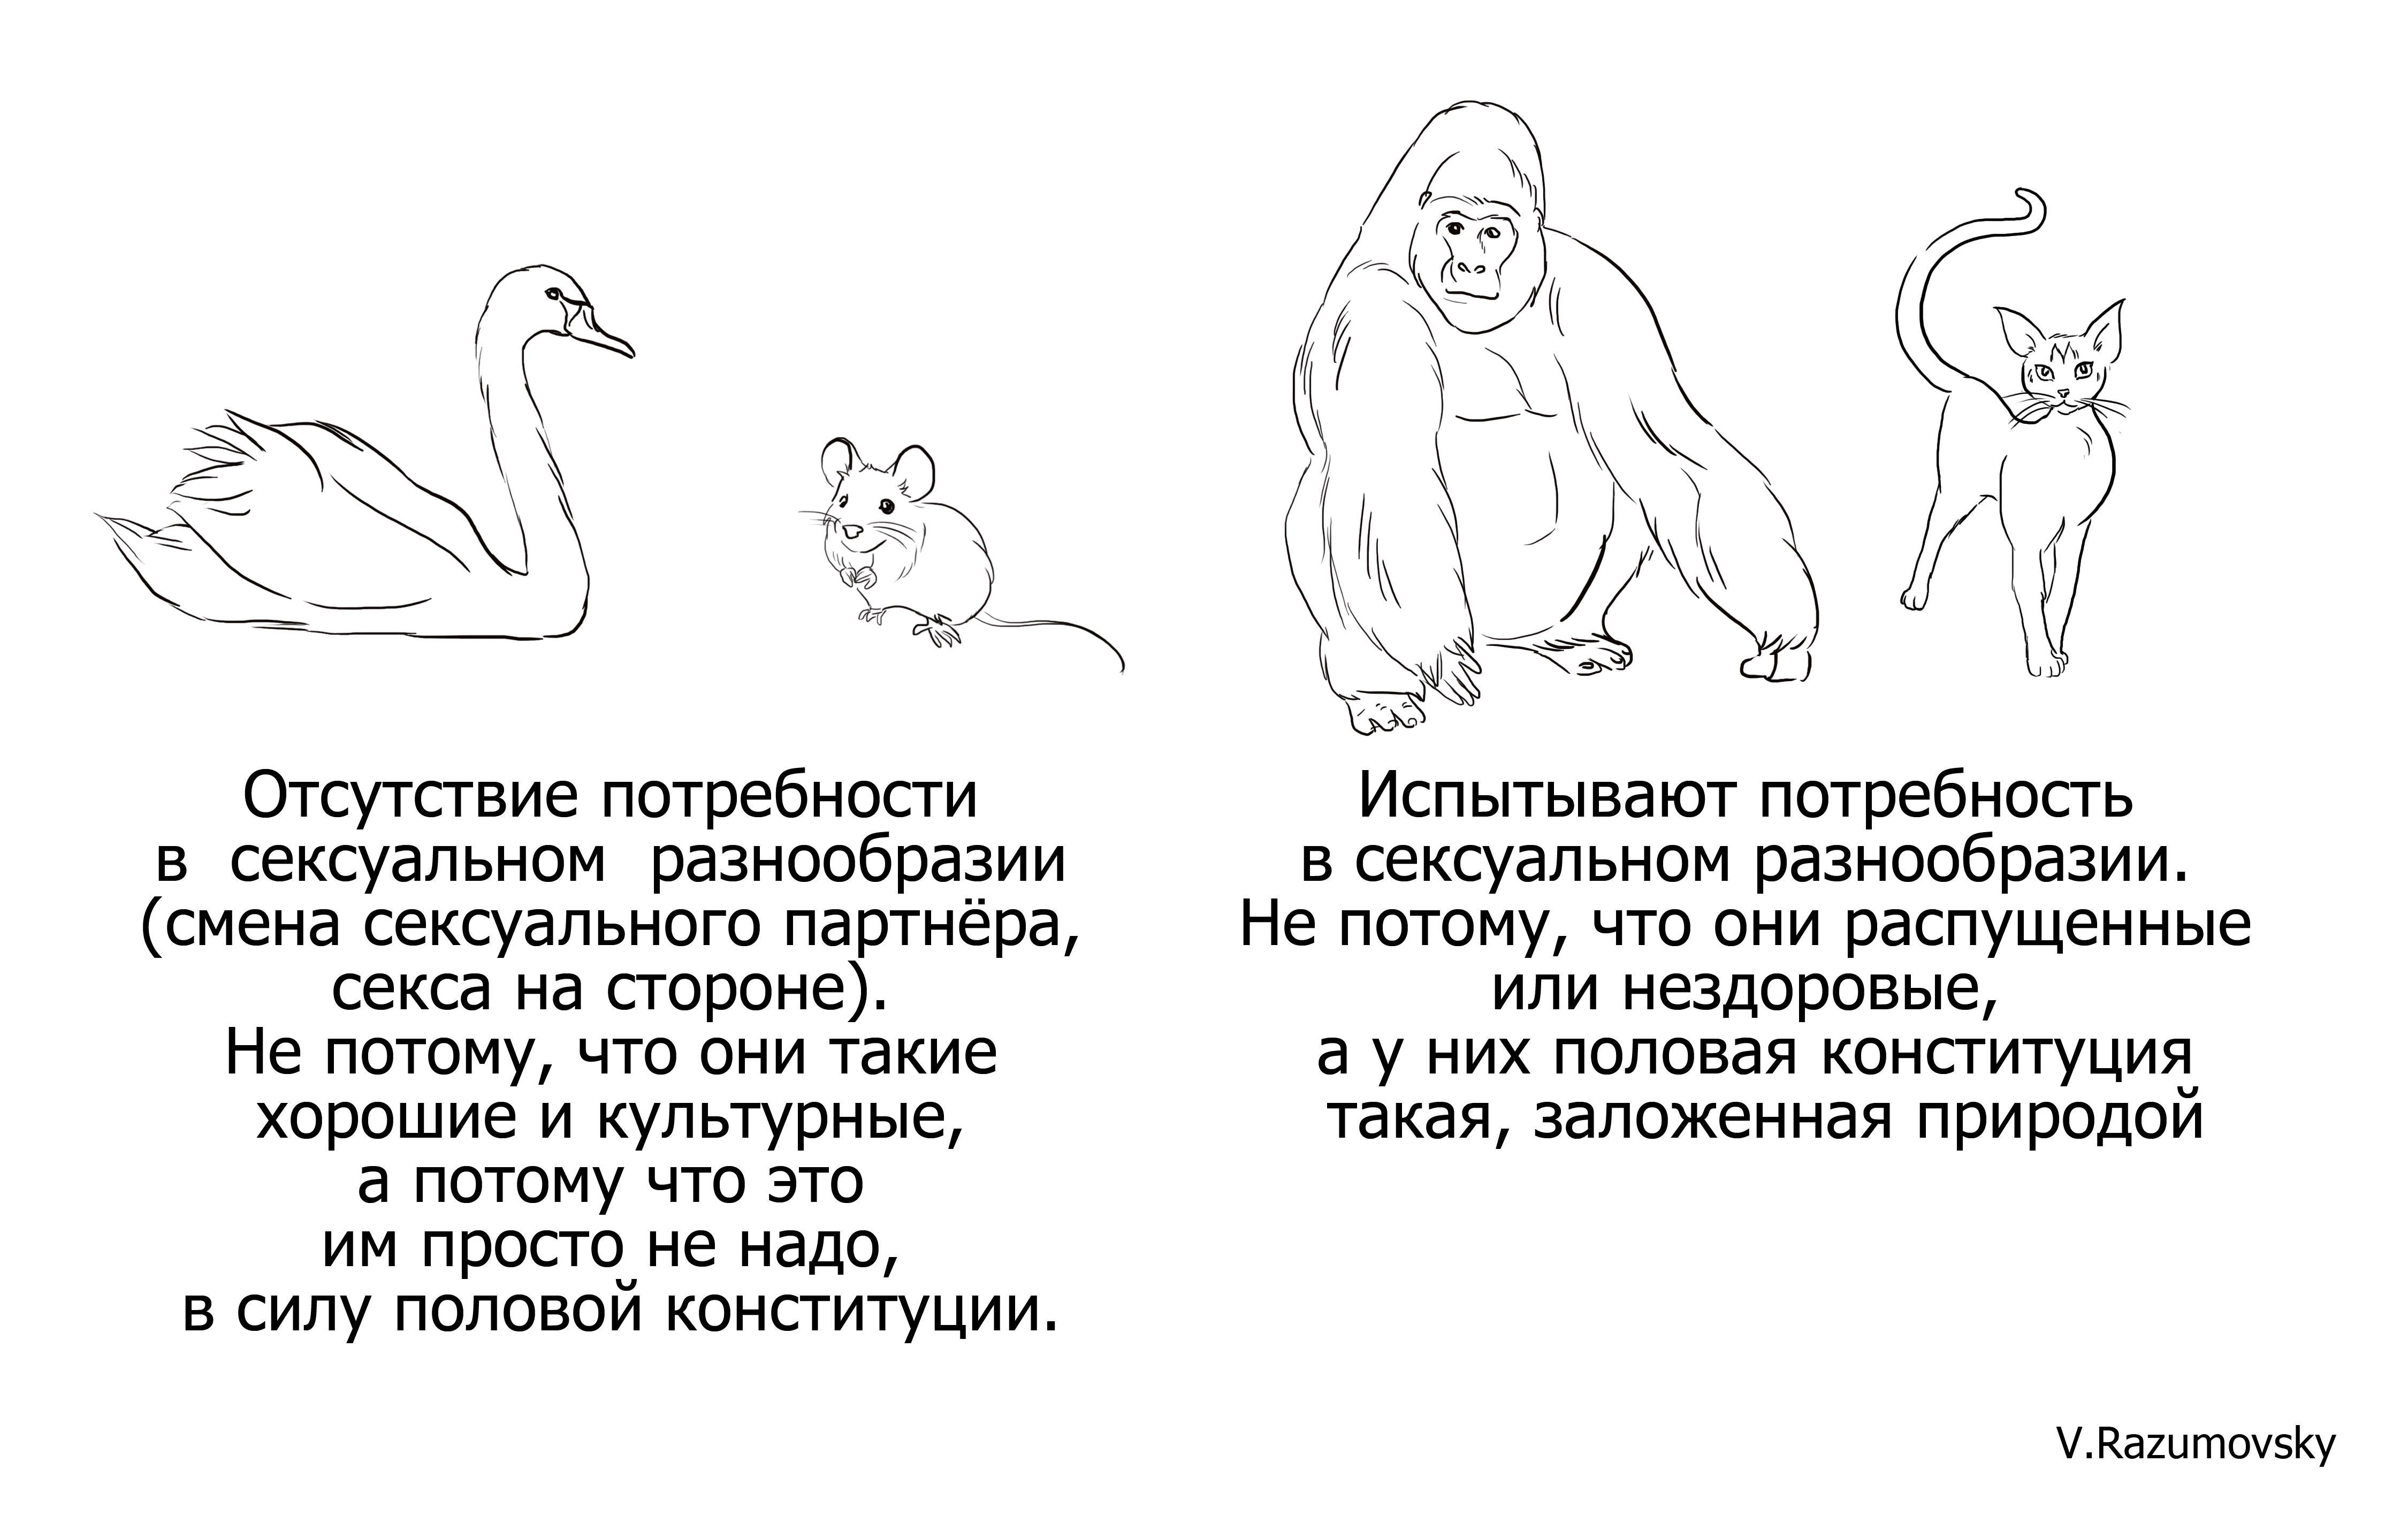 Отсутствие потребности
в сексуальном разнообразии
(смена сексуального партнёра,
секса на стороне).
Не потому, что они такие
хорошие и культурные,
а потому что это
им просто не надо,
в силу половой конституции.
Испытывают потребность
в сексуальном разнообразии.
Не потому, что они распущенные
или нездоровые,
а у них половая конституция
такая, заложенная природой
V.Razumovsky